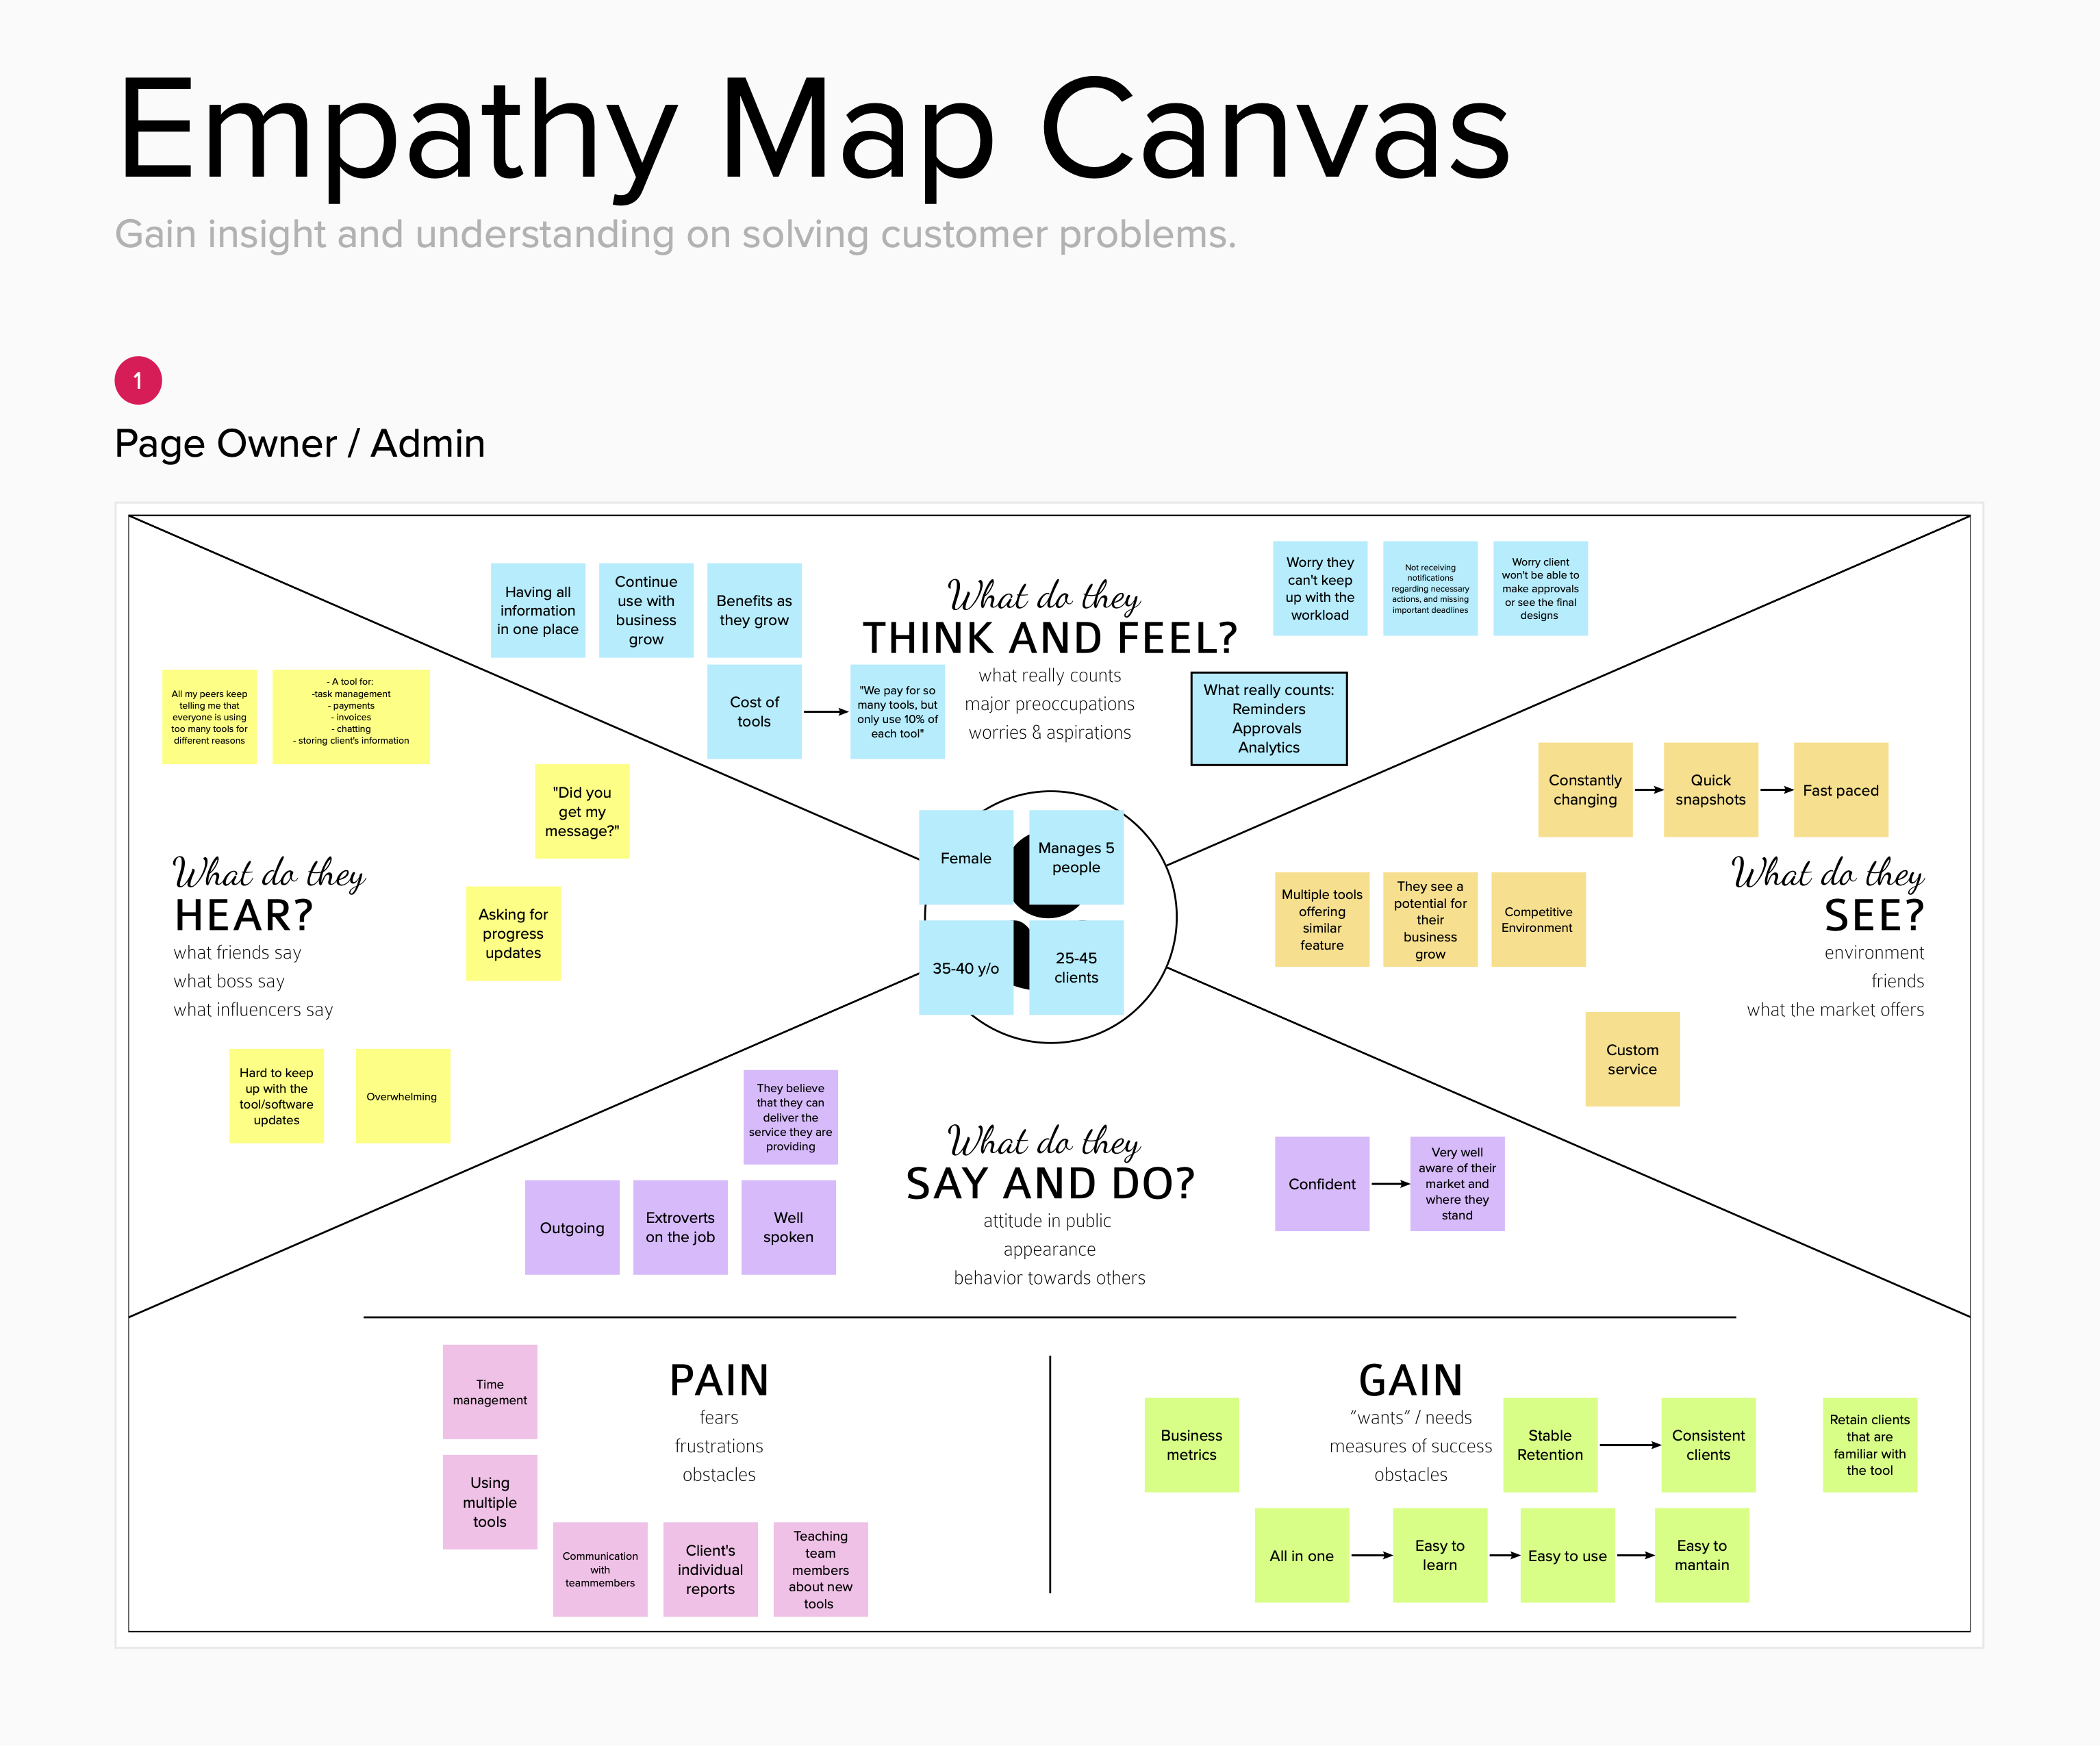 Empathy Map Canvas
Gain insight and understanding on solving customer problems.
1
Page Owner / Admin
Having all
information
in one place
Continue
use with
business
grow
Benefits as
they grow
Cost of
tools
"We pay for so
many tools, but
only use 10% of
each tool"
What do they
THINK AND FEEL?
what really counts
major preoccupations
worries & aspirations
Worry they
can't keep
up with the
workload
Not receiving
notifications
regarding necessary
actions, and missing
important deadlines
Worry client
won't be able to
make approvals
or see the final
designs
What really counts:
Reminders
Approvals
Analytics
All my peers keep
telling me that
everyone is using
too many tools for
different reasons
- A tool for:
-task management
- payments
- invoices
- chatting
- storing client's information
"Did you
get my
message?"
What do they
HEAR?
what friends say
what boss say
what influencers say
Asking for
progress
updates
Hard to keep
up with the
tool/software
updates
Overwhelming
Female
Manages 5
people
35-40 y/o
25-45
clients
Constantly
changing
Quick
snapshots
Fast paced
Multiple tools
offering
similar
feature
They see a
potential for
their
business
grow
Competitive
Environment
What do they
SEE?
environment
friends
what the market offers
Custom
service
They believe
that they can
deliver the
service they are
providing
Outgoing
Extroverts
on the job
Well
spoken
What do they
SAY AND DO?
attitude in public
appearance
behavior towards others
Confident
Very well
aware of their
market and
where they
stand
Time
management
Using
multiple
tools
PAIN
fears
frustrations
obstacles
Communication
with
teammembers
Client's
individual
reports
Teaching
team
members
about new
tools
Business
metrics
GAIN
“wants” / needs
measures of success
obstacles
Stable
Retention
Consistent
clients
Retain clients
that are
familiar with
the tool
All in one
Easy to
learn
Easy to use
Easy to
mantain